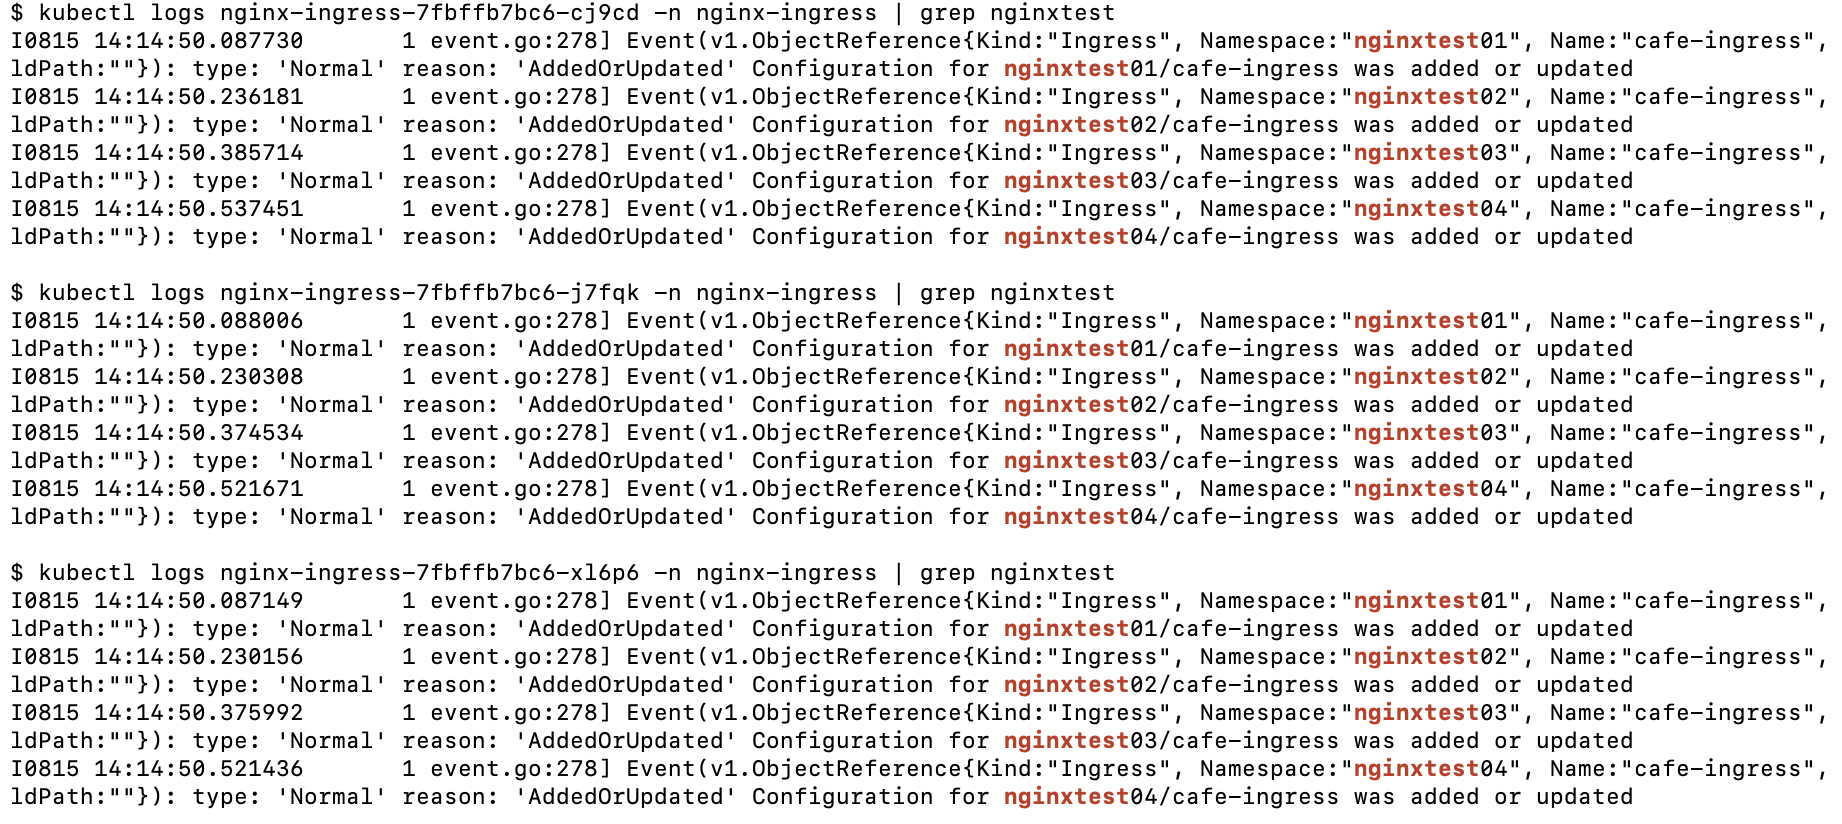 $ kubectl logs nginx-ingress-7fbffb7bc6-cj9cd -n nginx-ingress | grep nginxtest
I0815 14:14:50.087730       1 event.go:278] Event(v1.ObjectReference{Kind:"Ingress", Namespace:"nginxtest01", Name:"cafe-ingress",
ldPath:""}): type: 'Normal' reason: 'AddedOrUpdated' Configuration for nginxtest01/cafe-ingress was added or updated
I0815 14:14:50.236181       1 event.go:278] Event(v1.ObjectReference{Kind:"Ingress", Namespace:"nginxtest02", Name:"cafe-ingress",
ldPath:""}): type: 'Normal' reason: 'AddedOrUpdated' Configuration for nginxtest02/cafe-ingress was added or updated
I0815 14:14:50.385714       1 event.go:278] Event(v1.ObjectReference{Kind:"Ingress", Namespace:"nginxtest03", Name:"cafe-ingress",
ldPath:""}): type: 'Normal' reason: 'AddedOrUpdated' Configuration for nginxtest03/cafe-ingress was added or updated
I0815 14:14:50.537451       1 event.go:278] Event(v1.ObjectReference{Kind:"Ingress", Namespace:"nginxtest04", Name:"cafe-ingress",
ldPath:""}): type: 'Normal' reason: 'AddedOrUpdated' Configuration for nginxtest04/cafe-ingress was added or updated

$ kubectl logs nginx-ingress-7fbffb7bc6-j7fqk -n nginx-ingress | grep nginxtest
I0815 14:14:50.088006       1 event.go:278] Event(v1.ObjectReference{Kind:"Ingress", Namespace:"nginxtest01", Name:"cafe-ingress",
ldPath:""}): type: 'Normal' reason: 'AddedOrUpdated' Configuration for nginxtest01/cafe-ingress was added or updated
I0815 14:14:50.230308       1 event.go:278] Event(v1.ObjectReference{Kind:"Ingress", Namespace:"nginxtest02", Name:"cafe-ingress",
ldPath:""}): type: 'Normal' reason: 'AddedOrUpdated' Configuration for nginxtest02/cafe-ingress was added or updated
I0815 14:14:50.374534       1 event.go:278] Event(v1.ObjectReference{Kind:"Ingress", Namespace:"nginxtest03", Name:"cafe-ingress",
ldPath:""}): type: 'Normal' reason: 'AddedOrUpdated' Configuration for nginxtest03/cafe-ingress was added or updated
I0815 14:14:50.521671       1 event.go:278] Event(v1.ObjectReference{Kind:"Ingress", Namespace:"nginxtest04", Name:"cafe-ingress",
ldPath:""}): type: 'Normal' reason: 'AddedOrUpdated' Configuration for nginxtest04/cafe-ingress was added or updated

$ kubectl logs nginx-ingress-7fbffb7bc6-xl6p6 -n nginx-ingress | grep nginxtest
I0815 14:14:50.087149       1 event.go:278] Event(v1.ObjectReference{Kind:"Ingress", Namespace:"nginxtest01", Name:"cafe-ingress",
ldPath:""}): type: 'Normal' reason: 'AddedOrUpdated' Configuration for nginxtest01/cafe-ingress was added or updated
I0815 14:14:50.230156       1 event.go:278] Event(v1.ObjectReference{Kind:"Ingress", Namespace:"nginxtest02", Name:"cafe-ingress",
ldPath:""}): type: 'Normal' reason: 'AddedOrUpdated' Configuration for nginxtest02/cafe-ingress was added or updated
I0815 14:14:50.375992       1 event.go:278] Event(v1.ObjectReference{Kind:"Ingress", Namespace:"nginxtest03", Name:"cafe-ingress",
ldPath:""}): type: 'Normal' reason: 'AddedOrUpdated' Configuration for nginxtest03/cafe-ingress was added or updated
I0815 14:14:50.521436       1 event.go:278] Event(v1.ObjectReference{Kind:"Ingress", Namespace:"nginxtest04", Name:"cafe-ingress",
ldPath:""}): type: 'Normal' reason: 'AddedOrUpdated' Configuration for nginxtest04/cafe-ingress was added or updated